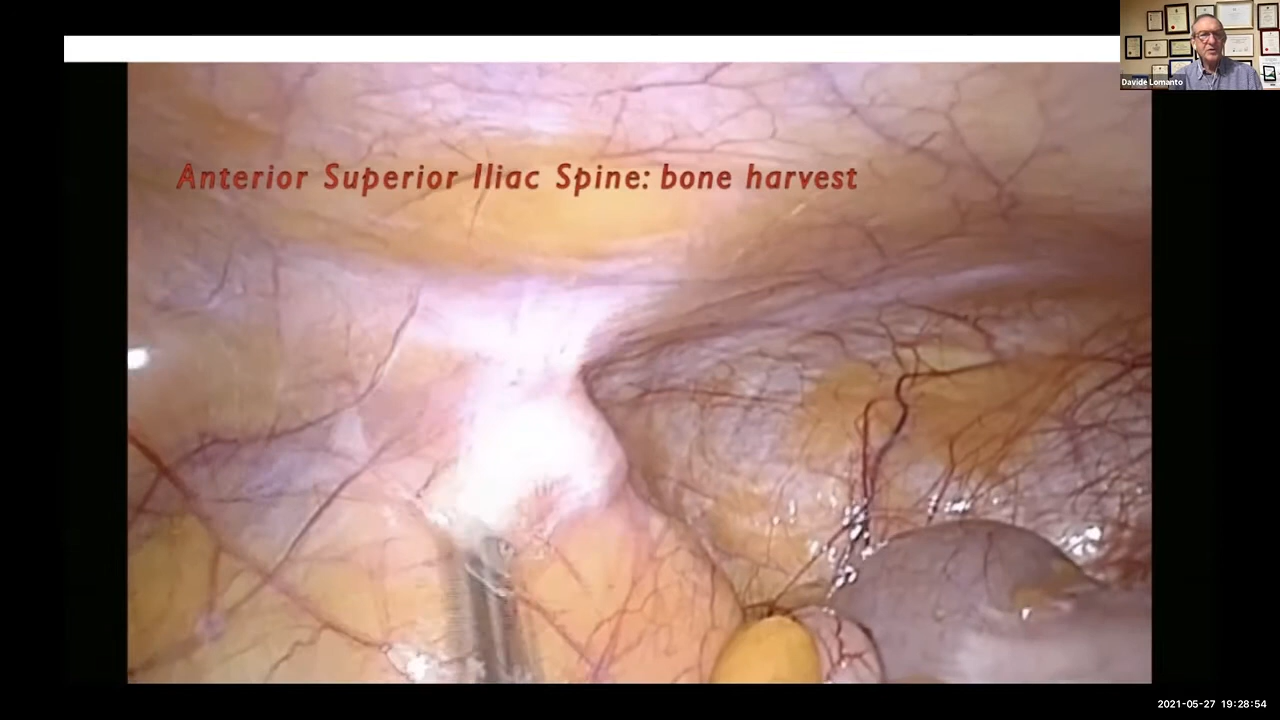 Davide Lomanto
Anterior Superior Iliac Spine: bone harvest
2021-05-27 19:28:54